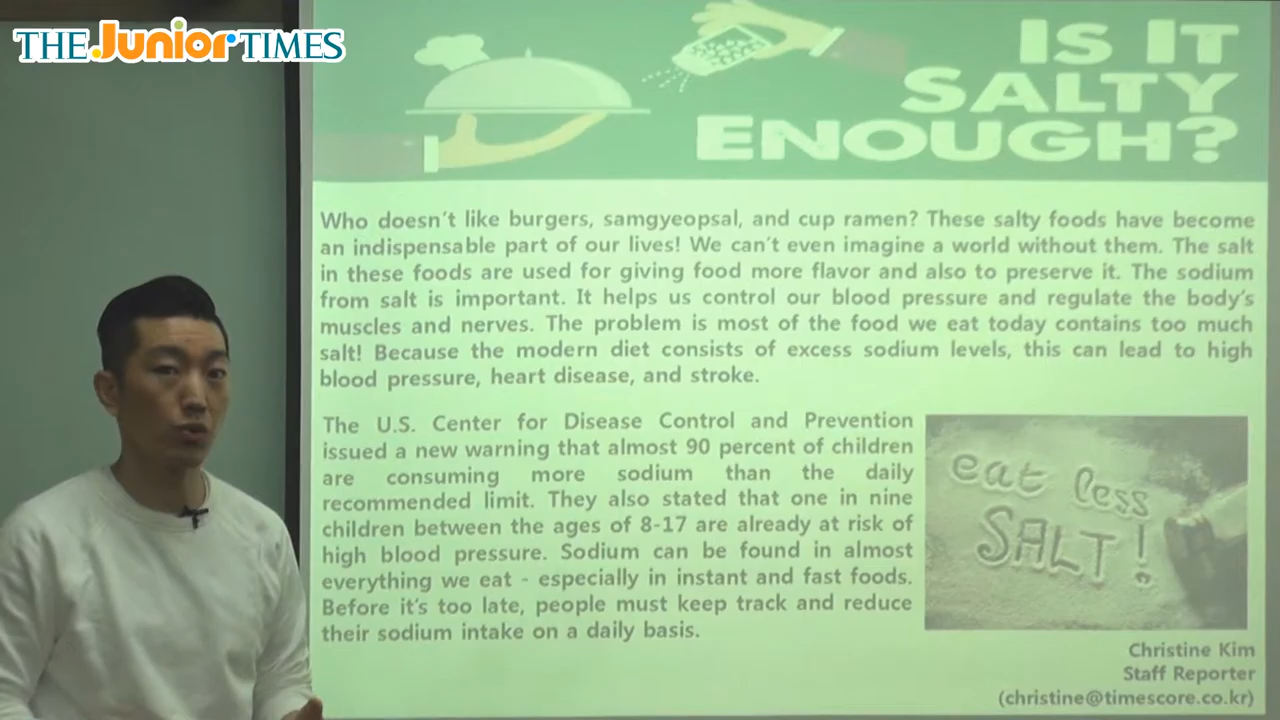 THE Junior TIMES
IS IT
SALTY
ENOUGH?
Who doesn't like burgers, samgyeopsal, and cup ramen? These salty foods have become
an indispensable part of our lives! We can't even imagine a world without them. The salt
in these foods are used for giving food more flavor and also to preserve it. The sodium
from salt is important. It helps us control our blood pressure and regulate the body's
muscles and nerves. The problem is most of the food we eat today contains too much
salt! Because the modern diet consists of excess sodium levels, this can lead to high
blood pressure, heart disease, and stroke.
The U.S. Center for Disease Control and Prevention
issued a new warning that almost 90 percent of children
are consuming more sodium than the daily
recommended limit. They also stated that one in nine
children between the ages of 8-17 are already at risk of
high blood pressure. Sodium can be found in almost
everything we eat - especially in instant and fast foods.
Before it's too late, people must keep track and reduce
their sodium intake on a daily basis.
eat less
SALT!
Christine Kim
Staff Reporter
(christine@timescore.co.kr)